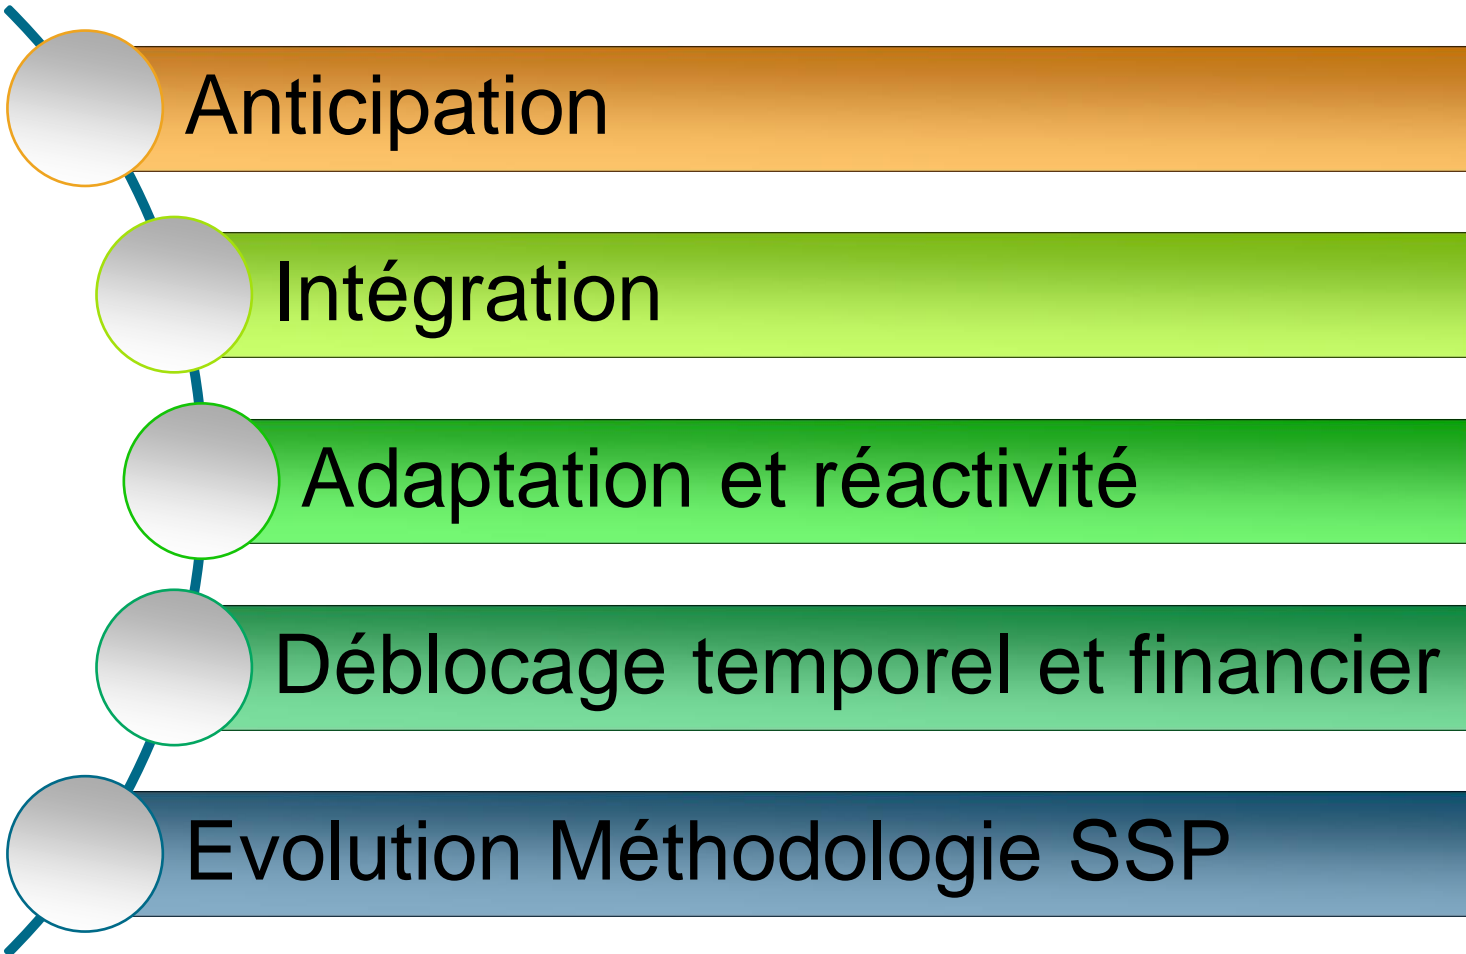 Anticipation
Intégration
Adaptation et réactivité
Déblocage temporel et financier
Evolution Méthodologie SSP